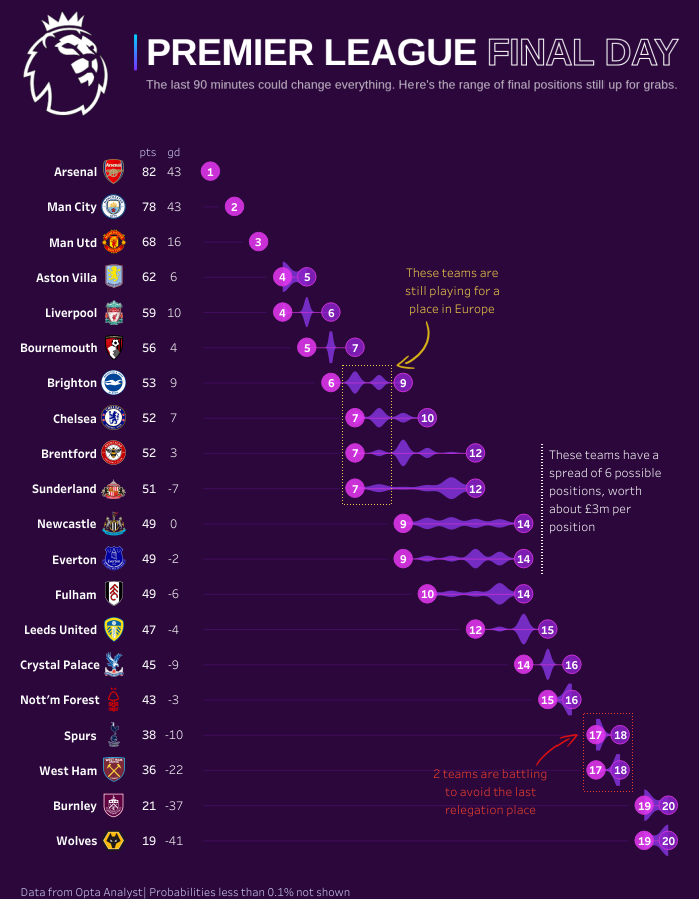 PREMIER LEAGUE FINAL DAY
The last 90 minutes could change everything. Here's the range of final positions still up for grabs.
pts gd
Arsenal 82 43 1
Man City 78 43 2
Man Utd 68 16 3
Aston Villa 62 6 4 5
These teams are
still playing for a
place in Europe
Liverpool 59 10 4 6
Bournemouth 56 4 5 7
Brighton 53 9 6 9
Chelsea 52 7 7 10
Brentford 52 3 7 12
Sunderland 51 -7 7 12
These teams have a
spread of 6 possible
positions, worth
about £3m per
position
Newcastle 49 0 9 14
Everton 49 -2 9 14
Fulham 49 -6 10 14
Leeds United 47 -4 12 15
Crystal Palace 45 -9 14 16
Nott'm Forest 43 -3 15 16
Spurs 38 -10 17 18
West Ham 36 -22 17 18
2 teams are battling
to avoid the last
relegation place
Burnley 21 -37 19 20
Wolves 19 -41 19 20
Data from Opta Analyst| Probabilities less than 0.1% not shown